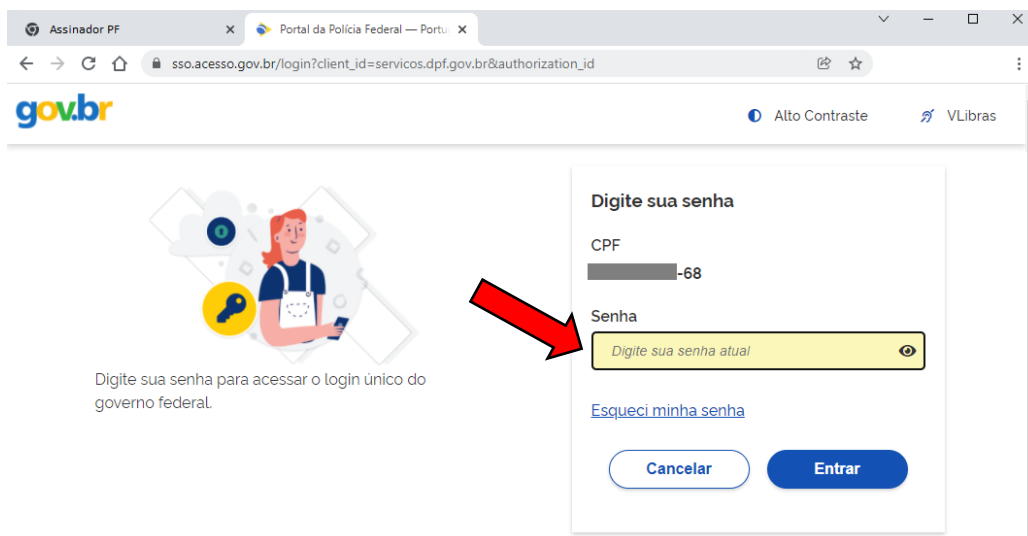 Assinador PF
Portal da Polícia Federal — Portu
sso.acesso.gov.br/login?client_id=servicos.dpf.gov.br&authorization_id
gov.br
Alto Contraste
VLibras
Digite sua senha
CPF
-68
Senha
Digite sua senha atual
Digite sua senha para acessar o login único do
governo federal.
Esqueci minha senha
Cancelar
Entrar